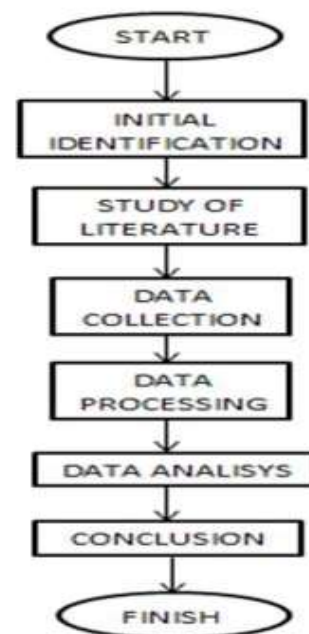 START
INITIAL
IDENTIFICATION
STUDY OF
LITERATURE
DATA
COLLECTION
DATA
PROCESSING
DATA ANALISYS
CONCLUSION
FINISH